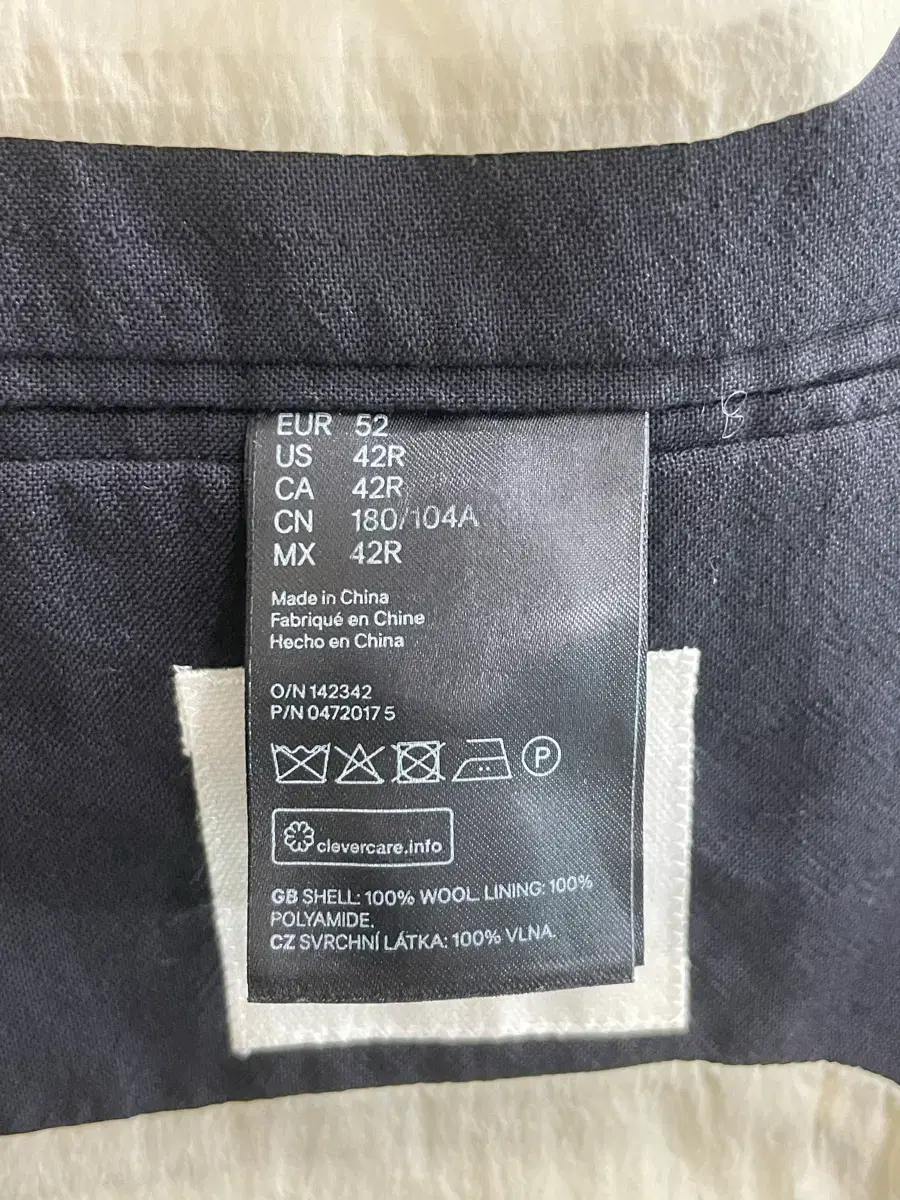 EUR 52
US 42R
CA 42R
CN 180/104A
MX 42R
Made in China
Fabriqué en Chine
Hecho en China
O/N 142342
P/N 0472017 5
P
clevercare.info
GB SHELL: 100% WOOL. LINING: 100%
POLYAMIDE.
CZ SVRCHNÍ LÁTKA: 100% VLNA.